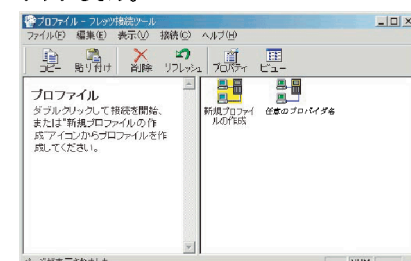 プロファイル - フレッツ接続ツール
ファイル(F) 編集(E) 表示(V) 接続(C) ヘルプ(H)
コピー 貼り付け 削除 リフレッシュ プロパティ ビュー
プロファイル
ダブルクリックして接続を開始、
または"新規プロファイルの作
成"アイコンからプロファイルを作
成してください。
新規プロファイ
ルの作成
任意のプロバイダ名
NUM